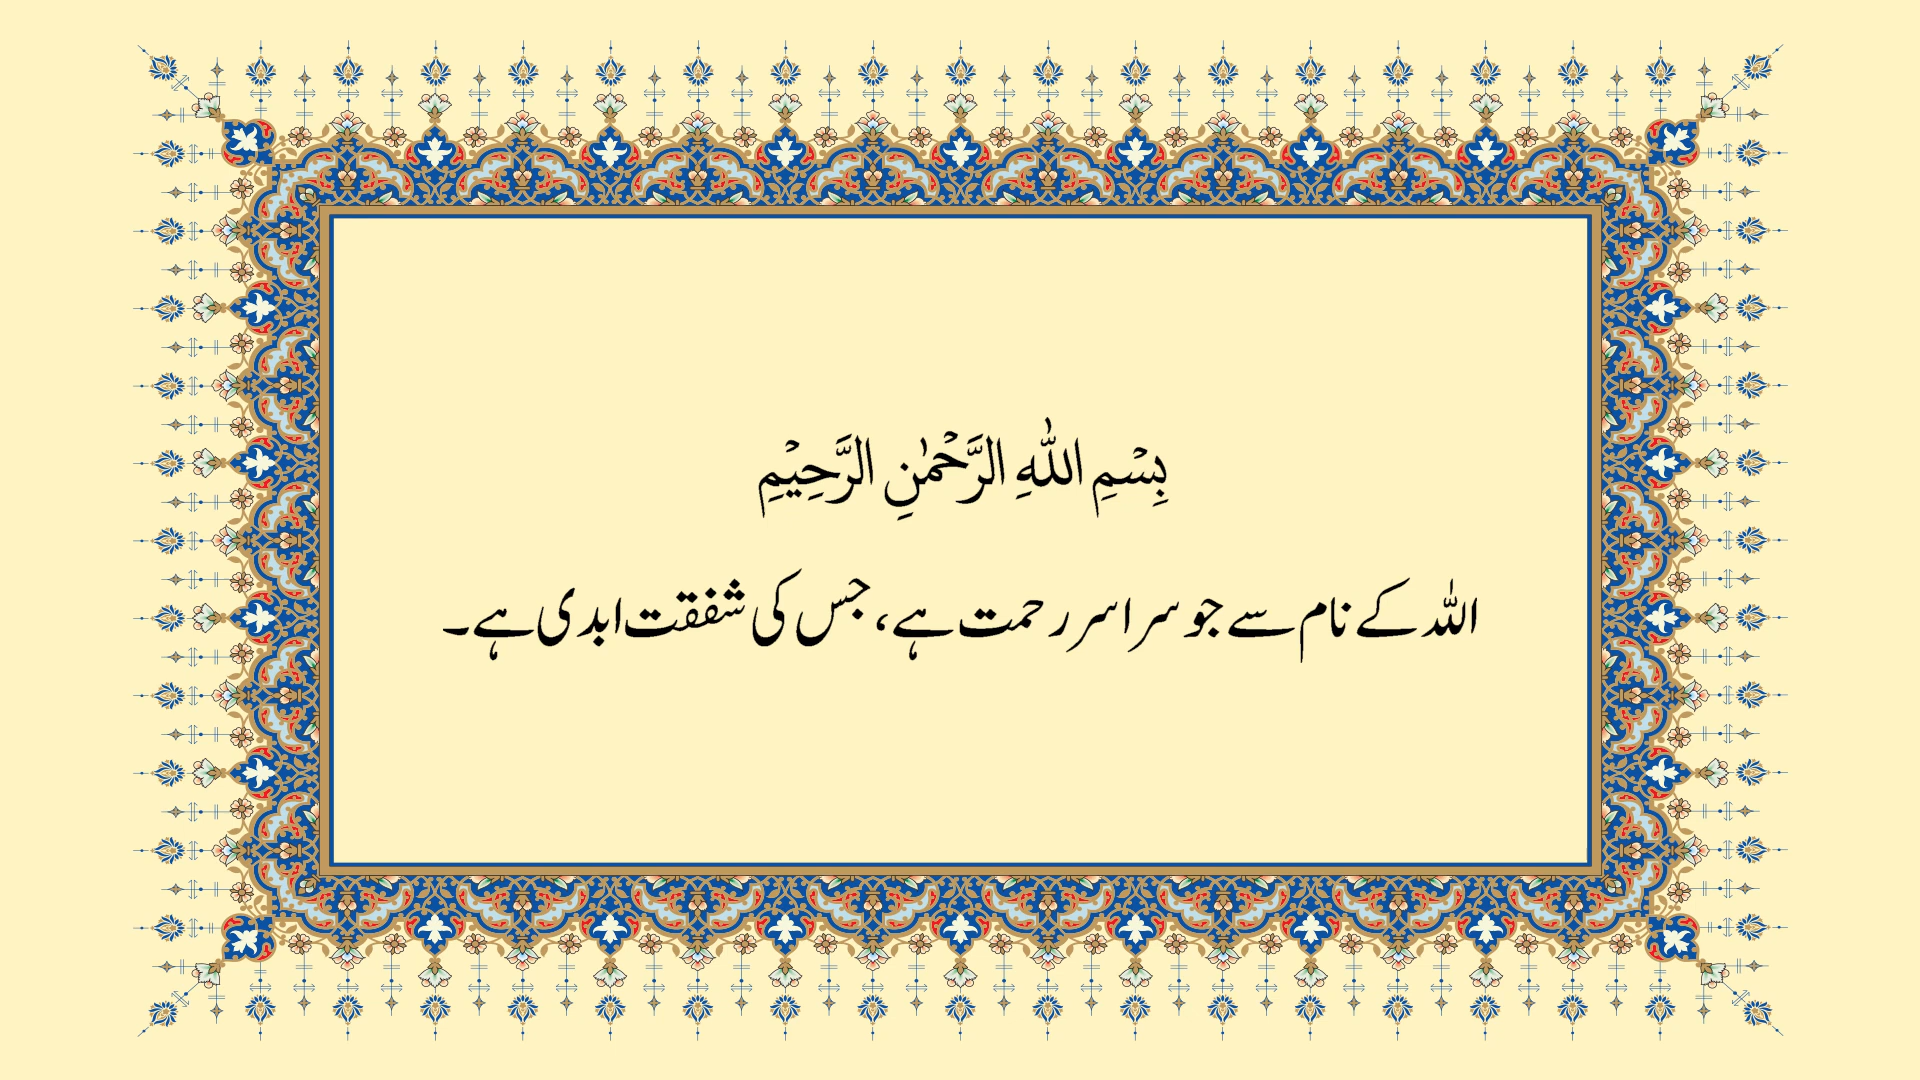 بِسْمِ اللّٰهِ الرَّحْمٰنِ الرَّحِيْمِ
اللہ کے نام سے جو سراسر رحمت ہے، جس کی شفقت ابدی ہے۔